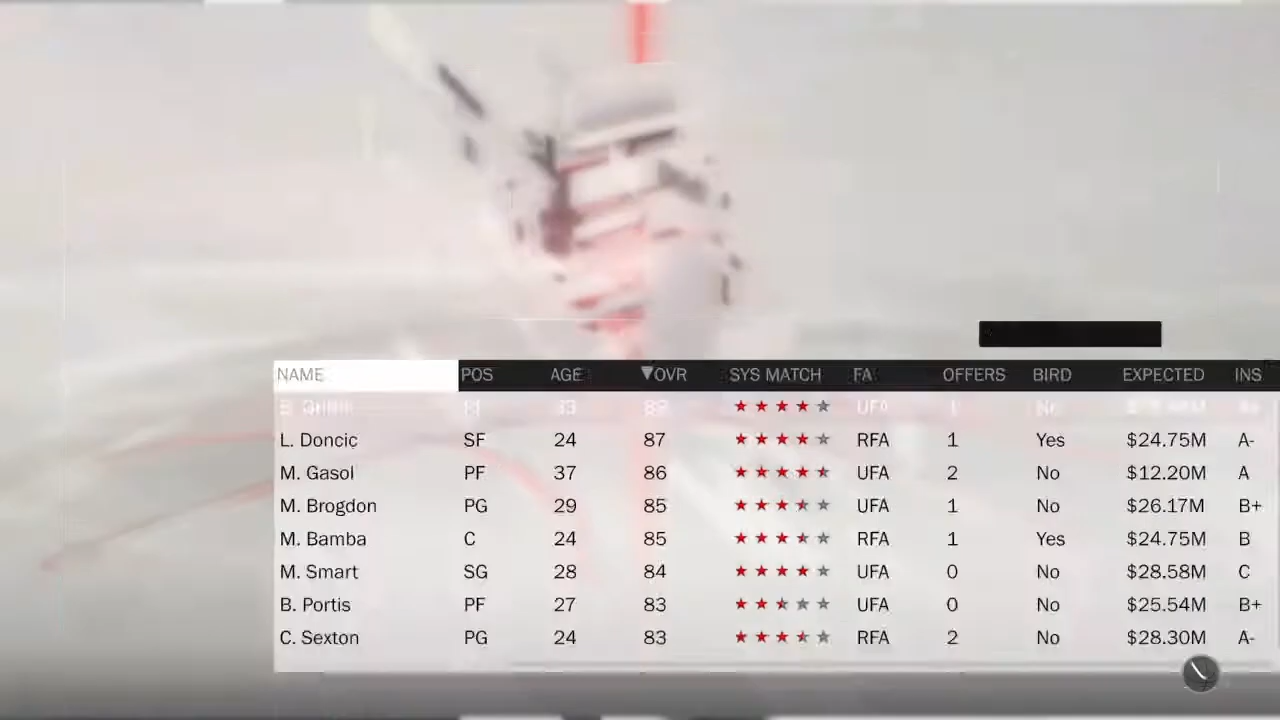 NAME POS AGE ▼OVR SYS MATCH FA OFFERS BIRD EXPECTED INS
33 UFA No
L. Doncic SF 24 87 RFA 1 Yes $24.75M A-
M. Gasol PF 37 86 UFA 2 No $12.20M A
M. Brogdon PG 29 85 UFA 1 No $26.17M B+
M. Bamba C 24 85 RFA 1 Yes $24.75M B
M. Smart SG 28 84 UFA 0 No $28.58M C
B. Portis PF 27 83 UFA 0 No $25.54M B+
C. Sexton PG 24 83 RFA 2 No $28.30M A-